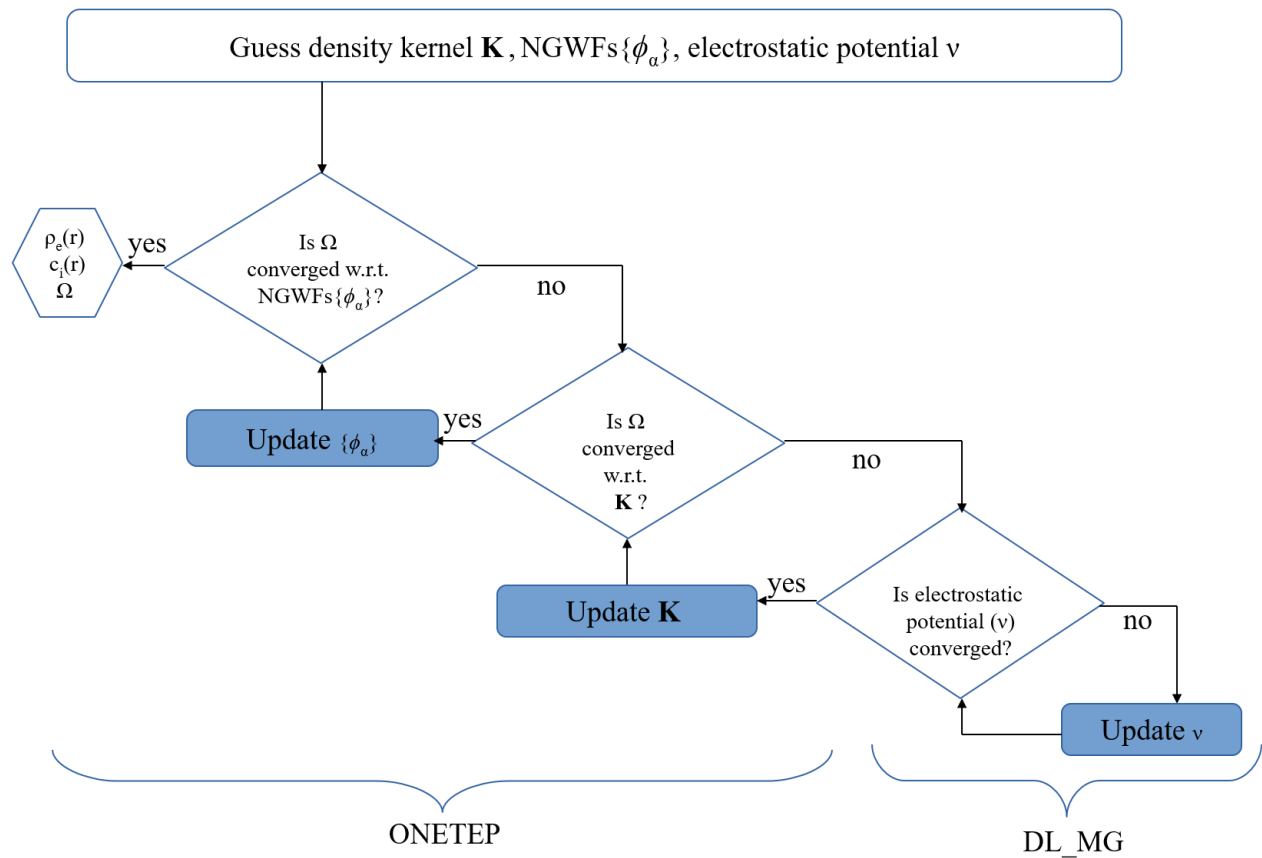 Guess density kernel K , NGWFs{ϕα}, electrostatic potential ν
ρe(r)
ci(r)
Ω
yes
Is Ω
converged w.r.t.
NGWFs{ϕα}?
no
Update {ϕα}
yes
Is Ω
converged
w.r.t.
K ?
no
Update K
yes
Is electrostatic
potential (ν)
converged?
no
Update ν
ONETEP
DL_MG